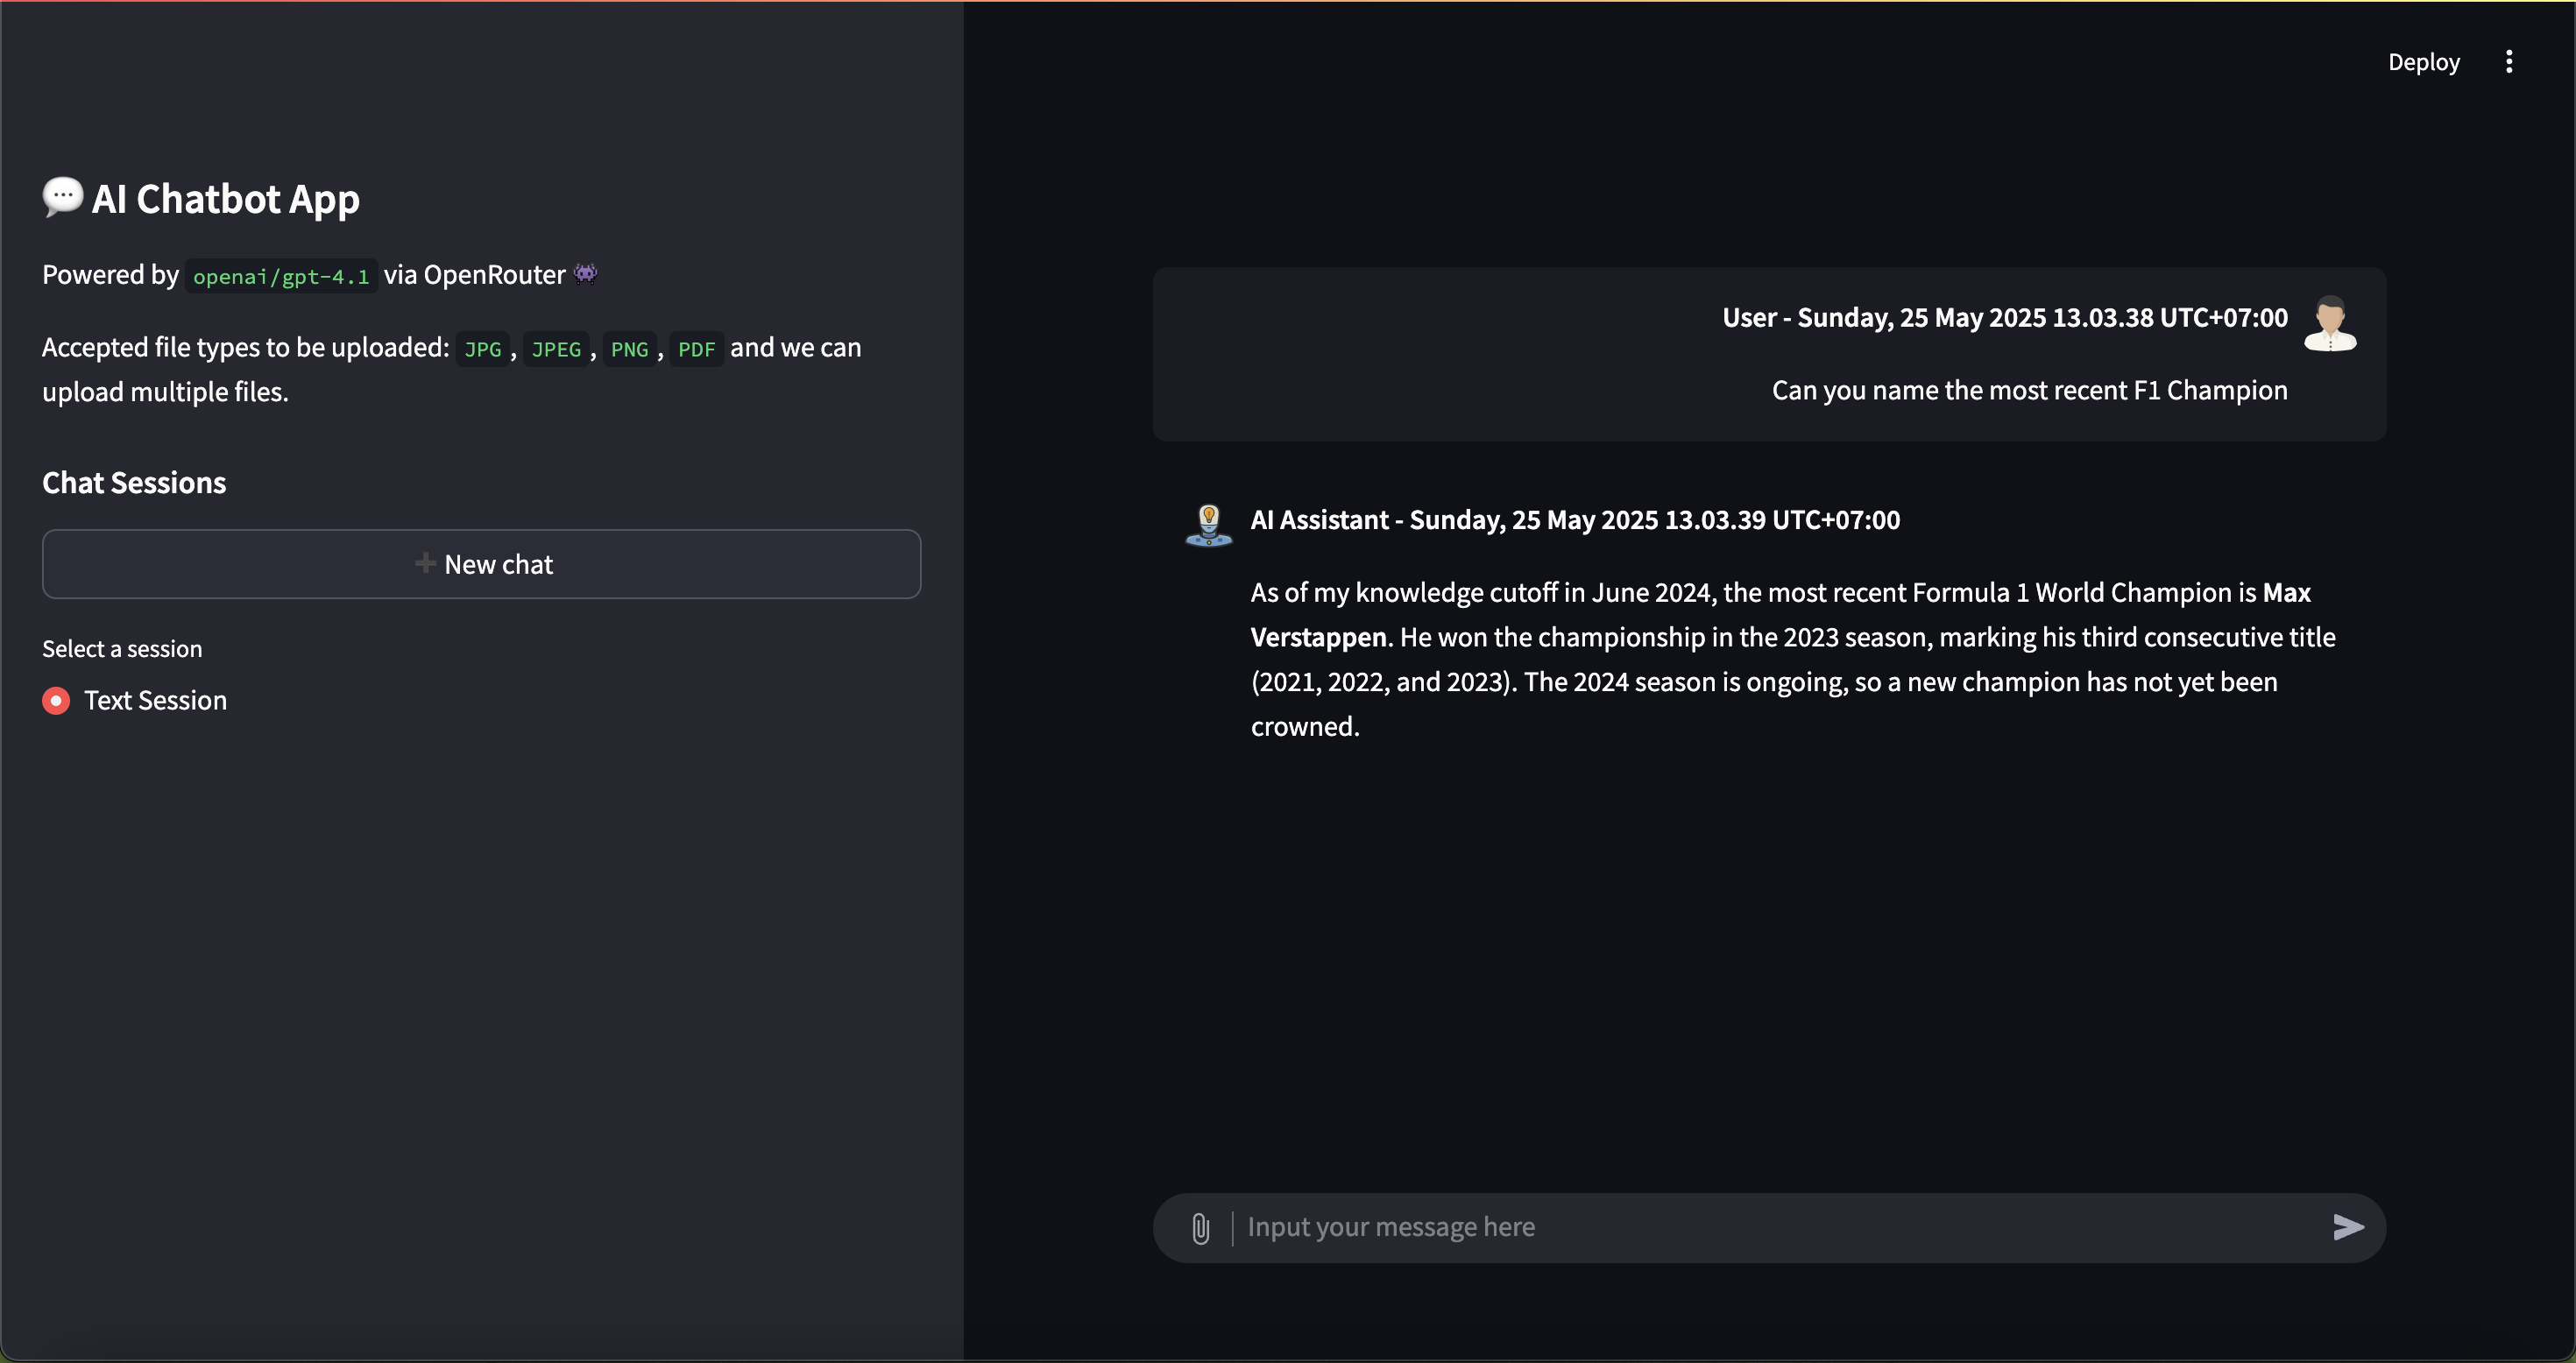 Deploy
💬 AI Chatbot App
Powered by openai/gpt-4.1 via OpenRouter 👾
Accepted file types to be uploaded: JPG, JPEG, PNG, PDF and we can
upload multiple files.
Chat Sessions
➕ New chat
Select a session
Text Session
User - Sunday, 25 May 2025 13.03.38 UTC+07:00
Can you name the most recent F1 Champion
AI Assistant - Sunday, 25 May 2025 13.03.39 UTC+07:00
As of my knowledge cutoff in June 2024, the most recent Formula 1 World Champion is Max
Verstappen. He won the championship in the 2023 season, marking his third consecutive title
(2021, 2022, and 2023). The 2024 season is ongoing, so a new champion has not yet been
crowned.
Input your message here